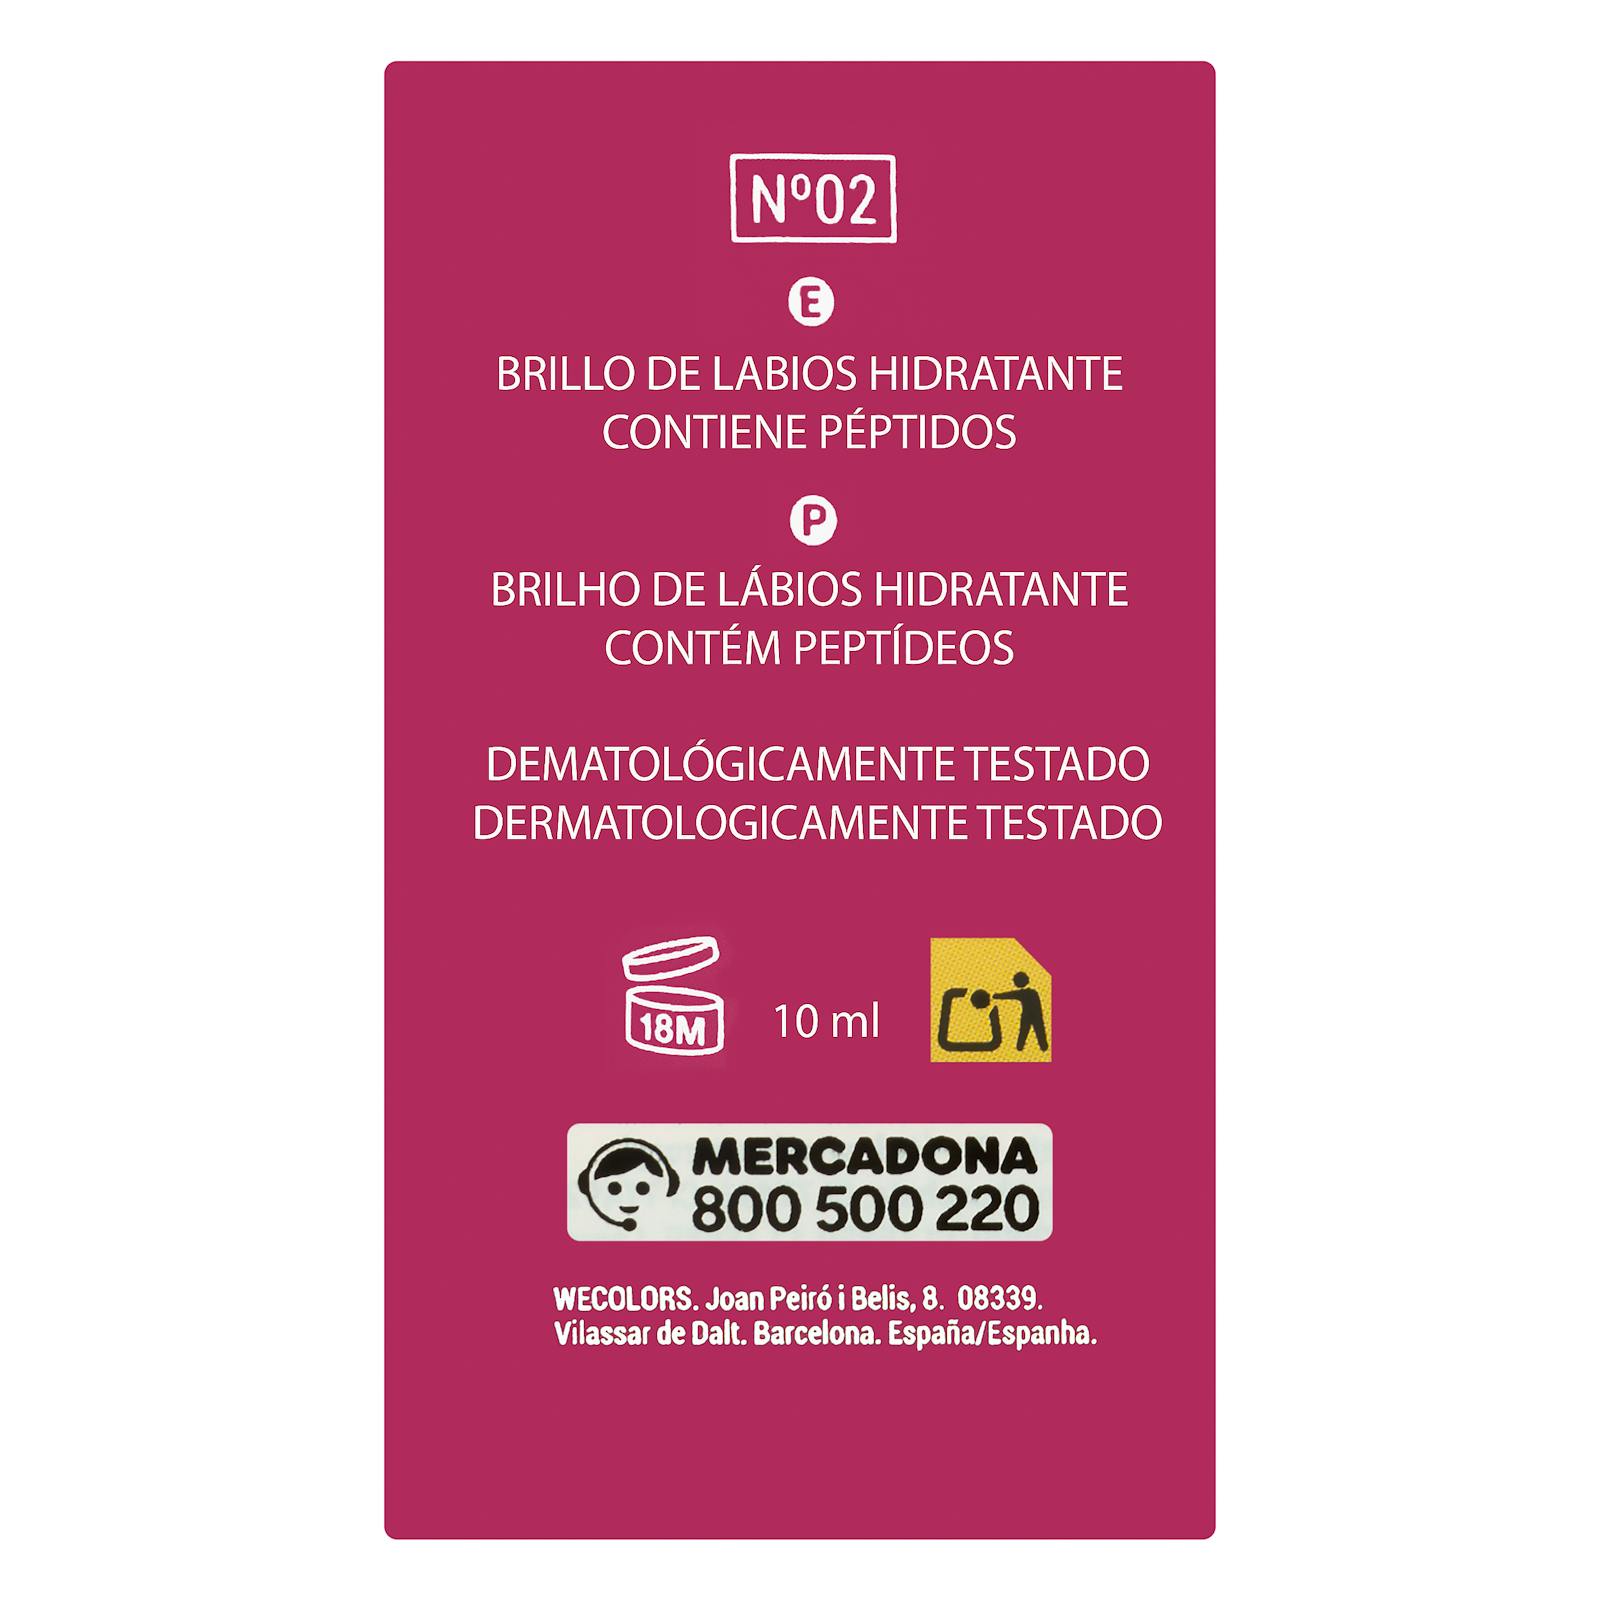 Nº02
E
BRILLO DE LABIOS HIDRATANTE
CONTIENE PÉPTIDOS
P
BRILHO DE LÁBIOS HIDRATANTE
CONTÉM PEPTÍDEOS
DEMATOLÓGICAMENTE TESTADO
DERMATOLOGICAMENTE TESTADO
18M
10 ml
MERCADONA
800 500 220
WECOLORS. Joan Peiró i Belis, 8. 08339.
Vilassar de Dalt. Barcelona. España/Espanha.